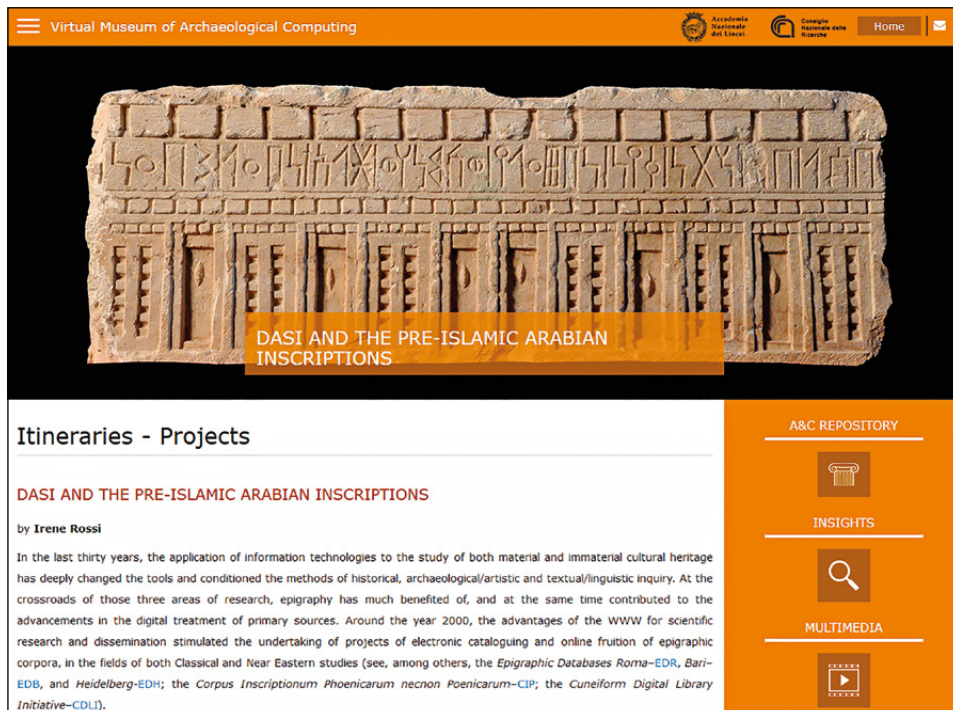 Virtual Museum of Archaeological Computing
Accademia
Nazionale
dei Lincei
Consiglio
Nazionale delle
Ricerche
Home
DASI AND THE PRE-ISLAMIC ARABIAN
INSCRIPTIONS
Itineraries - Projects
DASI AND THE PRE-ISLAMIC ARABIAN INSCRIPTIONS
by Irene Rossi
In the last thirty years, the application of information technologies to the study of both material and immaterial cultural heritage
has deeply changed the tools and conditioned the methods of historical, archaeological/artistic and textual/linguistic inquiry. At the
crossroads of those three areas of research, epigraphy has much benefited of, and at the same time contributed to the
advancements in the digital treatment of primary sources. Around the year 2000, the advantages of the WWW for scientific
research and dissemination stimulated the undertaking of projects of electronic cataloguing and online fruition of epigraphic
corpora, in the fields of both Classical and Near Eastern studies (see, among others, the Epigraphic Databases Roma–EDR, Bari–
EDB, and Heidelberg-EDH; the Corpus Inscriptionum Phoenicarum necnon Poenicarum–CIP; the Cuneiform Digital Library
Initiative–CDLI).
A&C REPOSITORY
INSIGHTS
MULTIMEDIA